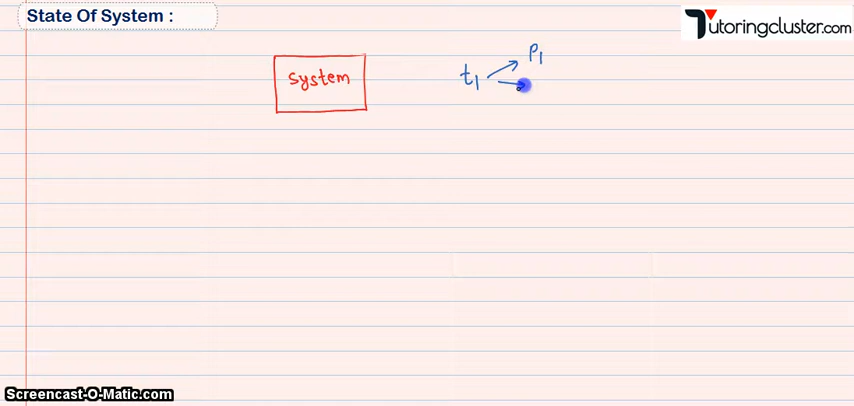 State Of System :
Tutoringcluster.com
system
t1
P1
Screencast-O-Matic.com